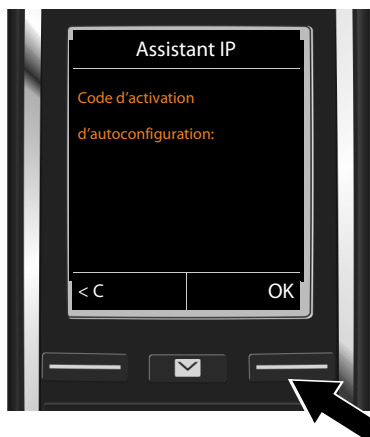 Assistant IP
Code d'activation
d'autoconfiguration:
< C
OK